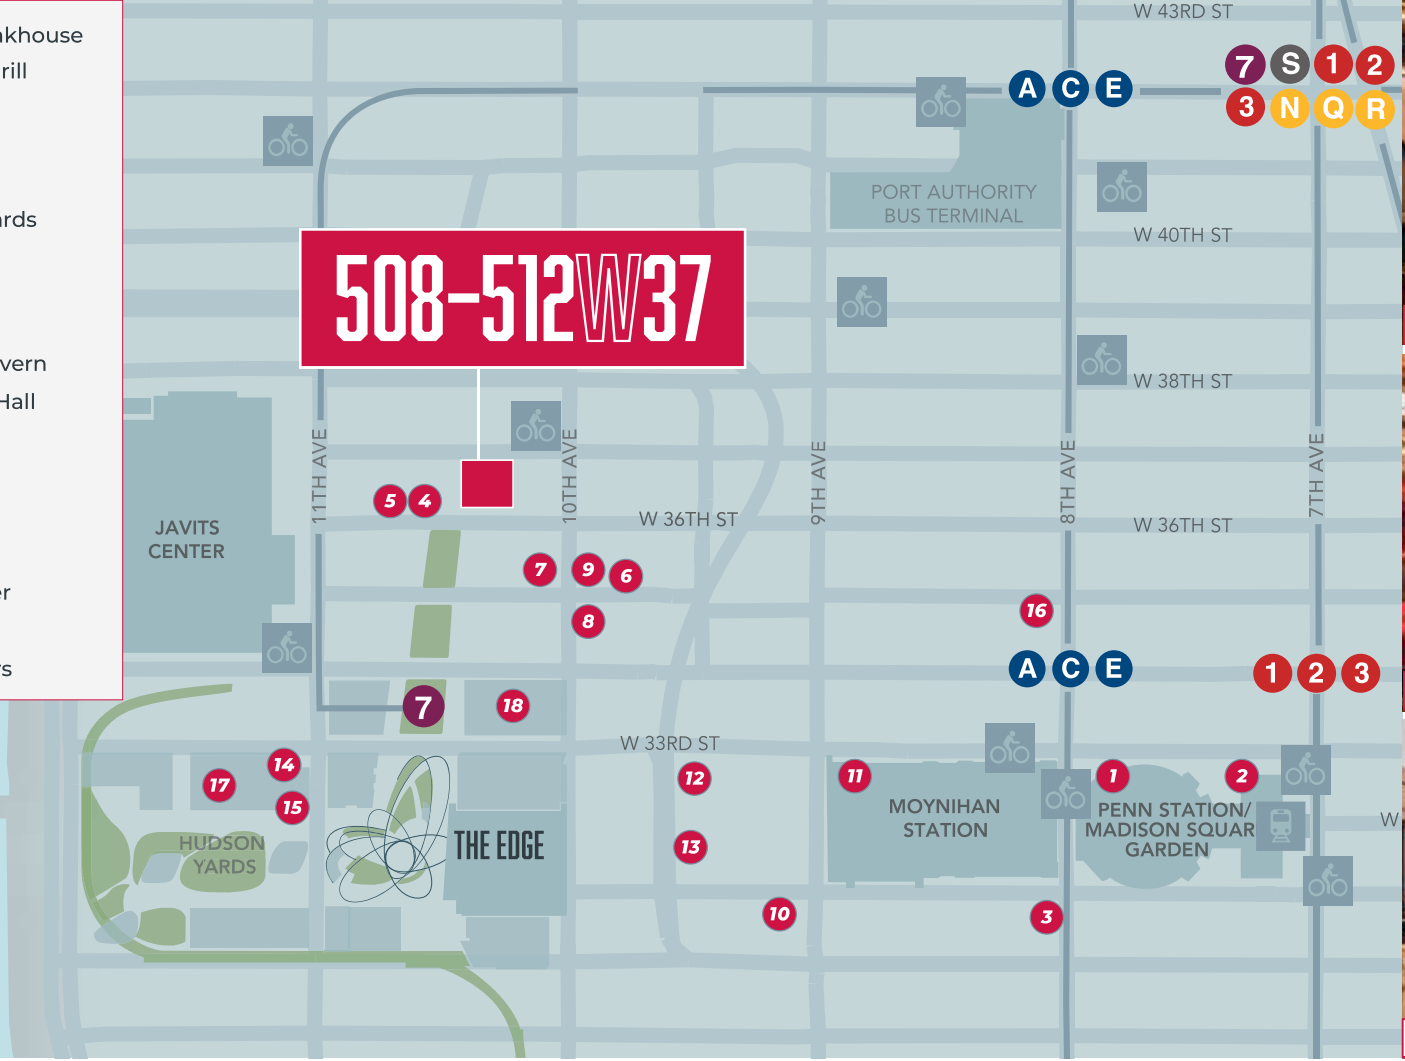 akhouse
rill
ards
vern
Hall
er
rs
W 43RD ST
7 S 1 2
A C E
3 N Q R
PORT AUTHORITY
BUS TERMINAL
W 40TH ST
508-512W37
W 38TH ST
11TH AVE
10TH AVE
9TH AVE
8TH AVE
7TH AVE
5 4
W 36TH ST
W 36TH ST
JAVITS
CENTER
7 9 6
8
16
A C E
1 2 3
7
18
W 33RD ST
14
17
15
12
11
1
2
MOYNIHAN
STATION
PENN STATION/
MADISON SQUAR
GARDEN
W
HUDSON
YARDS
THE EDGE
13
10
3